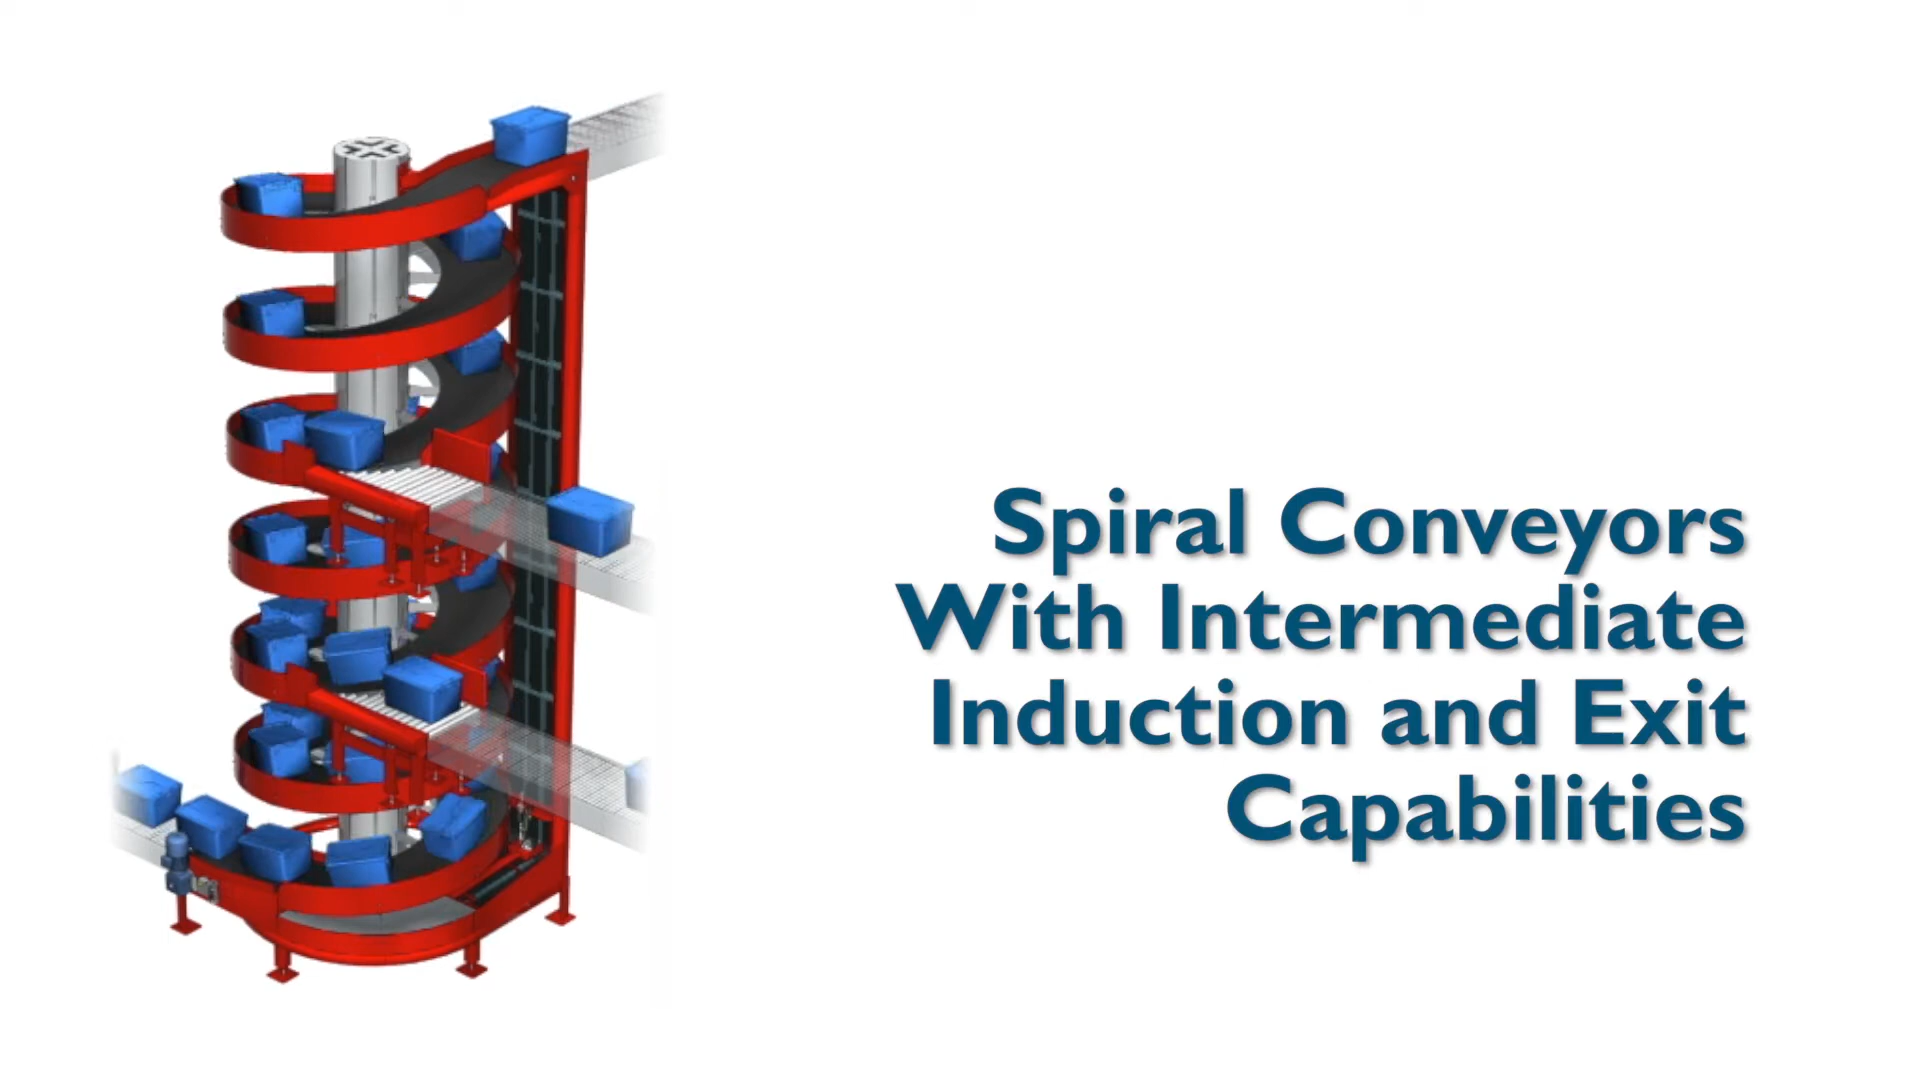 Spiral Conveyors
With Intermediate
Induction and Exit
Capabilities